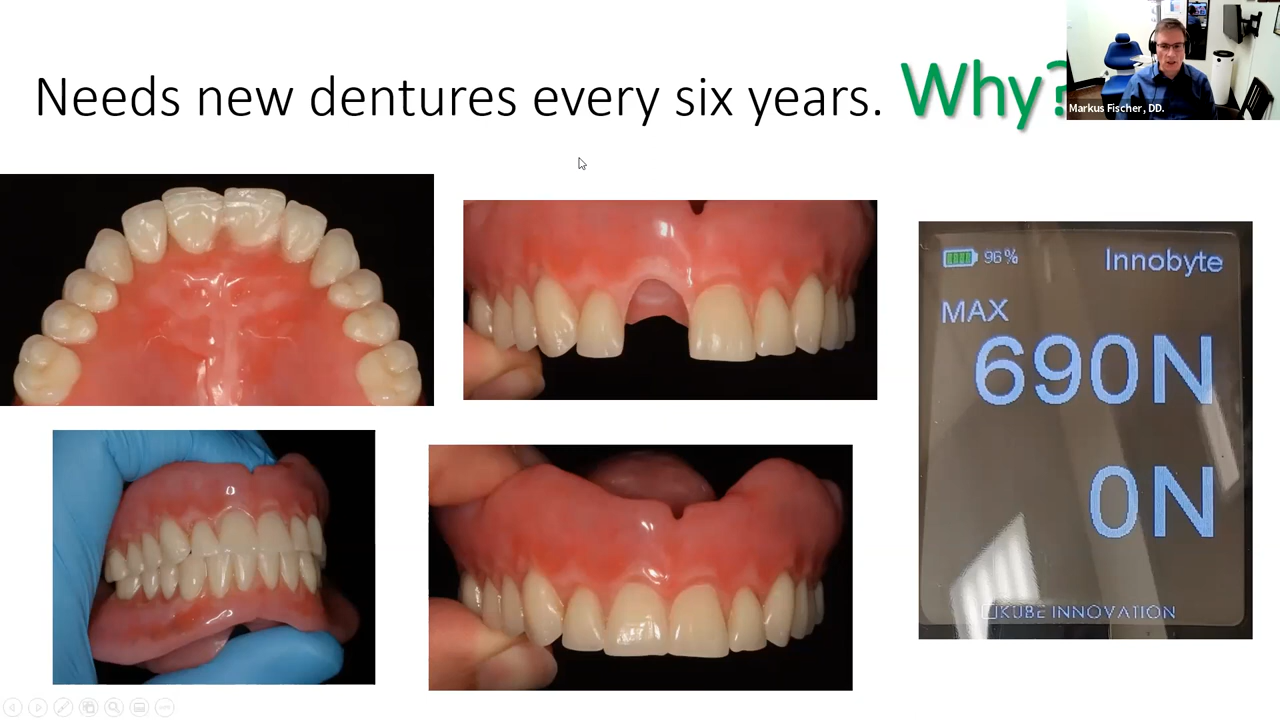 Needs new dentures every six years. Why?
Markus Fischer, DD.
96%
Innobyte
MAX
690N
0N
KUBE INNOVATION